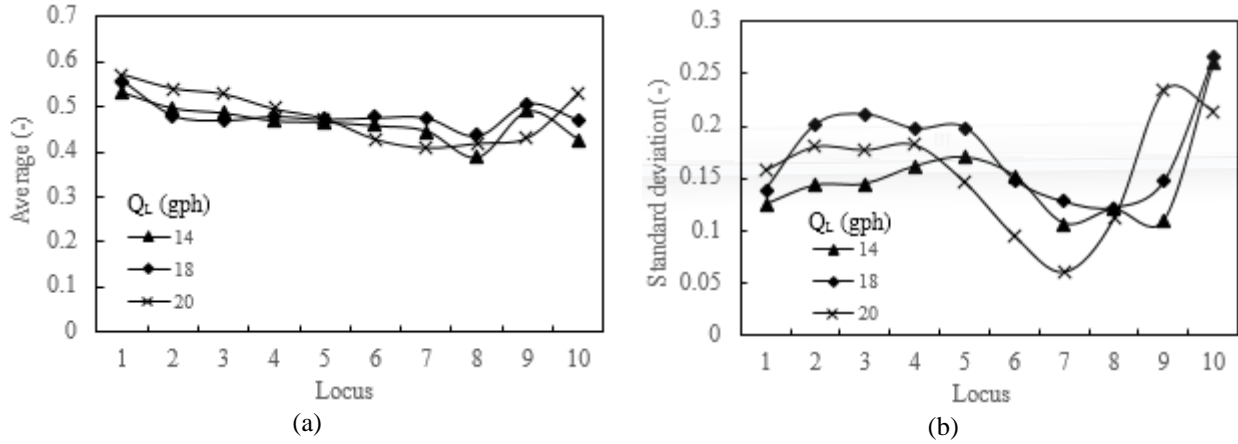 0.7
0.6
0.5
0.4
0.3
0.2
0.1
0
Average (-)
Q_L (gph)
14
18
20
1 2 3 4 5 6 7 8 9 10
Locus
(a)
0.3
0.25
0.2
0.15
0.1
0.05
0
Standard deviation (-)
Q_L (gph)
14
18
20
1 2 3 4 5 6 7 8 9 10
Locus
(b)